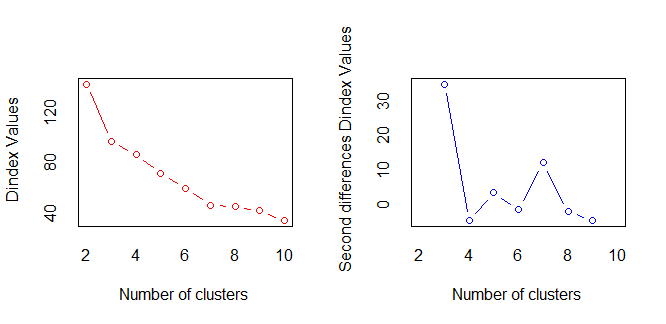 Dindex Values
40 80 120
2 4 6 8 10
Number of clusters
Second differences Dindex Values
0 10 20 30
2 4 6 8 10
Number of clusters